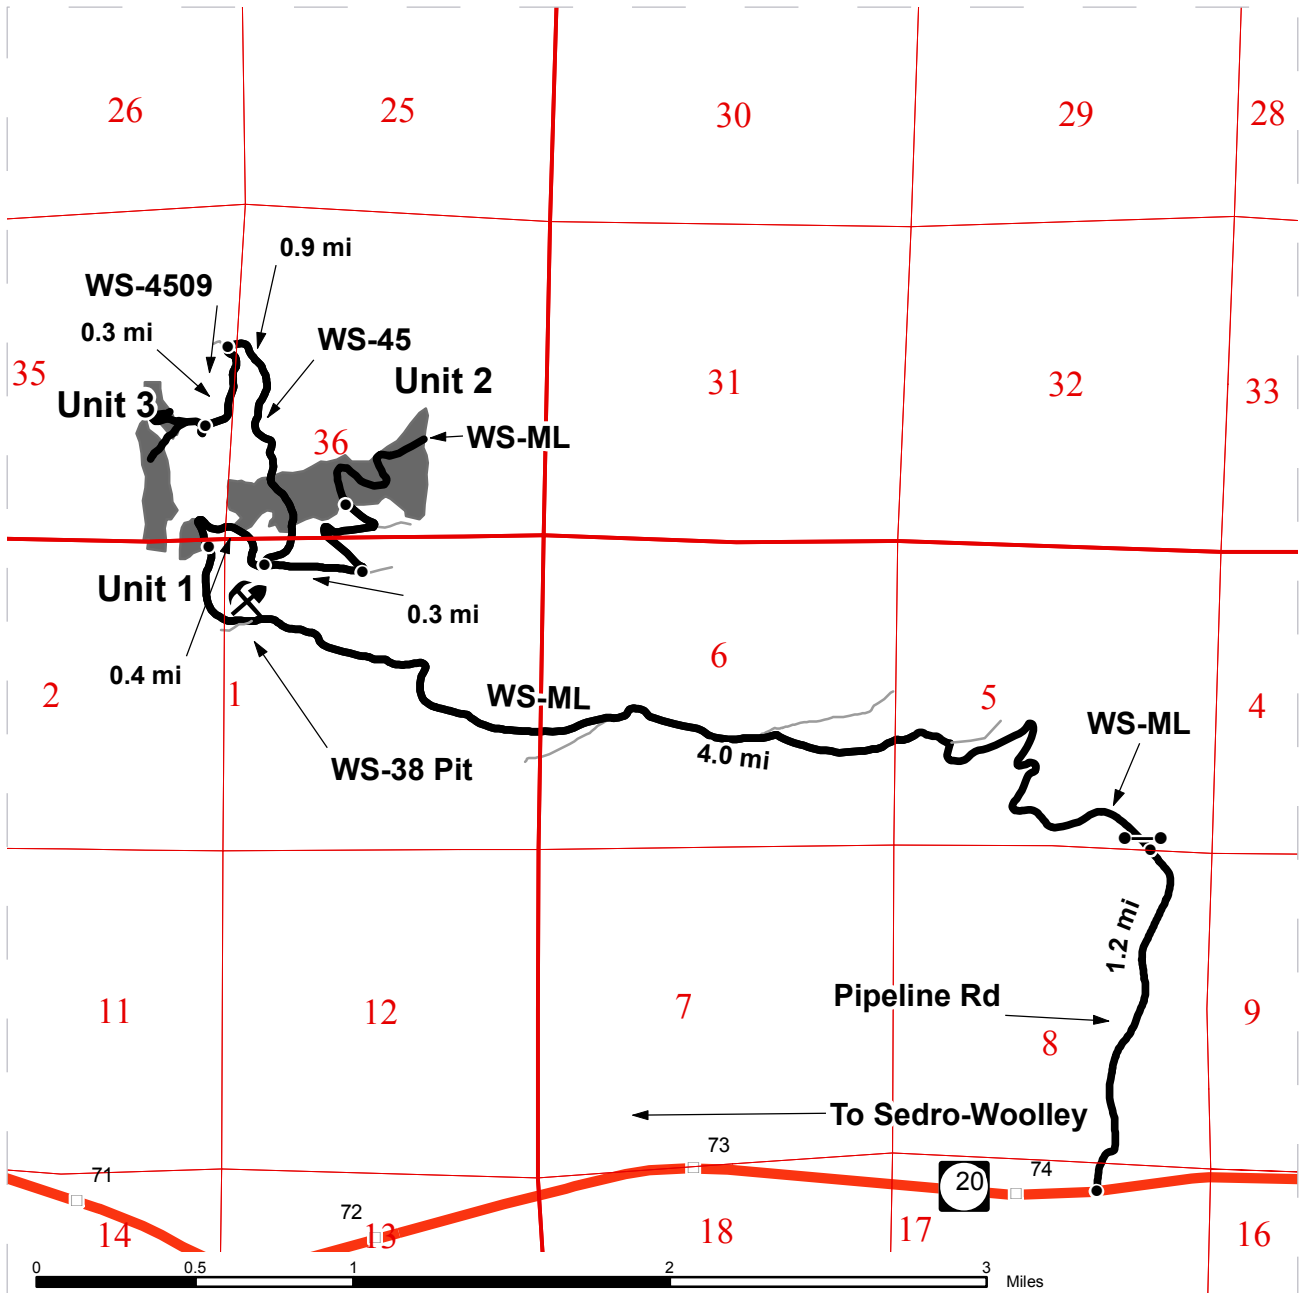 26
25
30
29
28
0.9 mi
WS-4509
0.3 mi
WS-45
35
Unit 2
31
32
33
Unit 3
36
WS-ML
Unit 1
0.3 mi
0.4 mi
6
2
1
WS-ML
5
4
WS-ML
4.0 mi
WS-38 Pit
1.2 mi
Pipeline Rd
11
12
7
9
8
To Sedro-Woolley
71
73
74
20
72
14
13
18
17
16
0
0.5
1
2
3
Miles